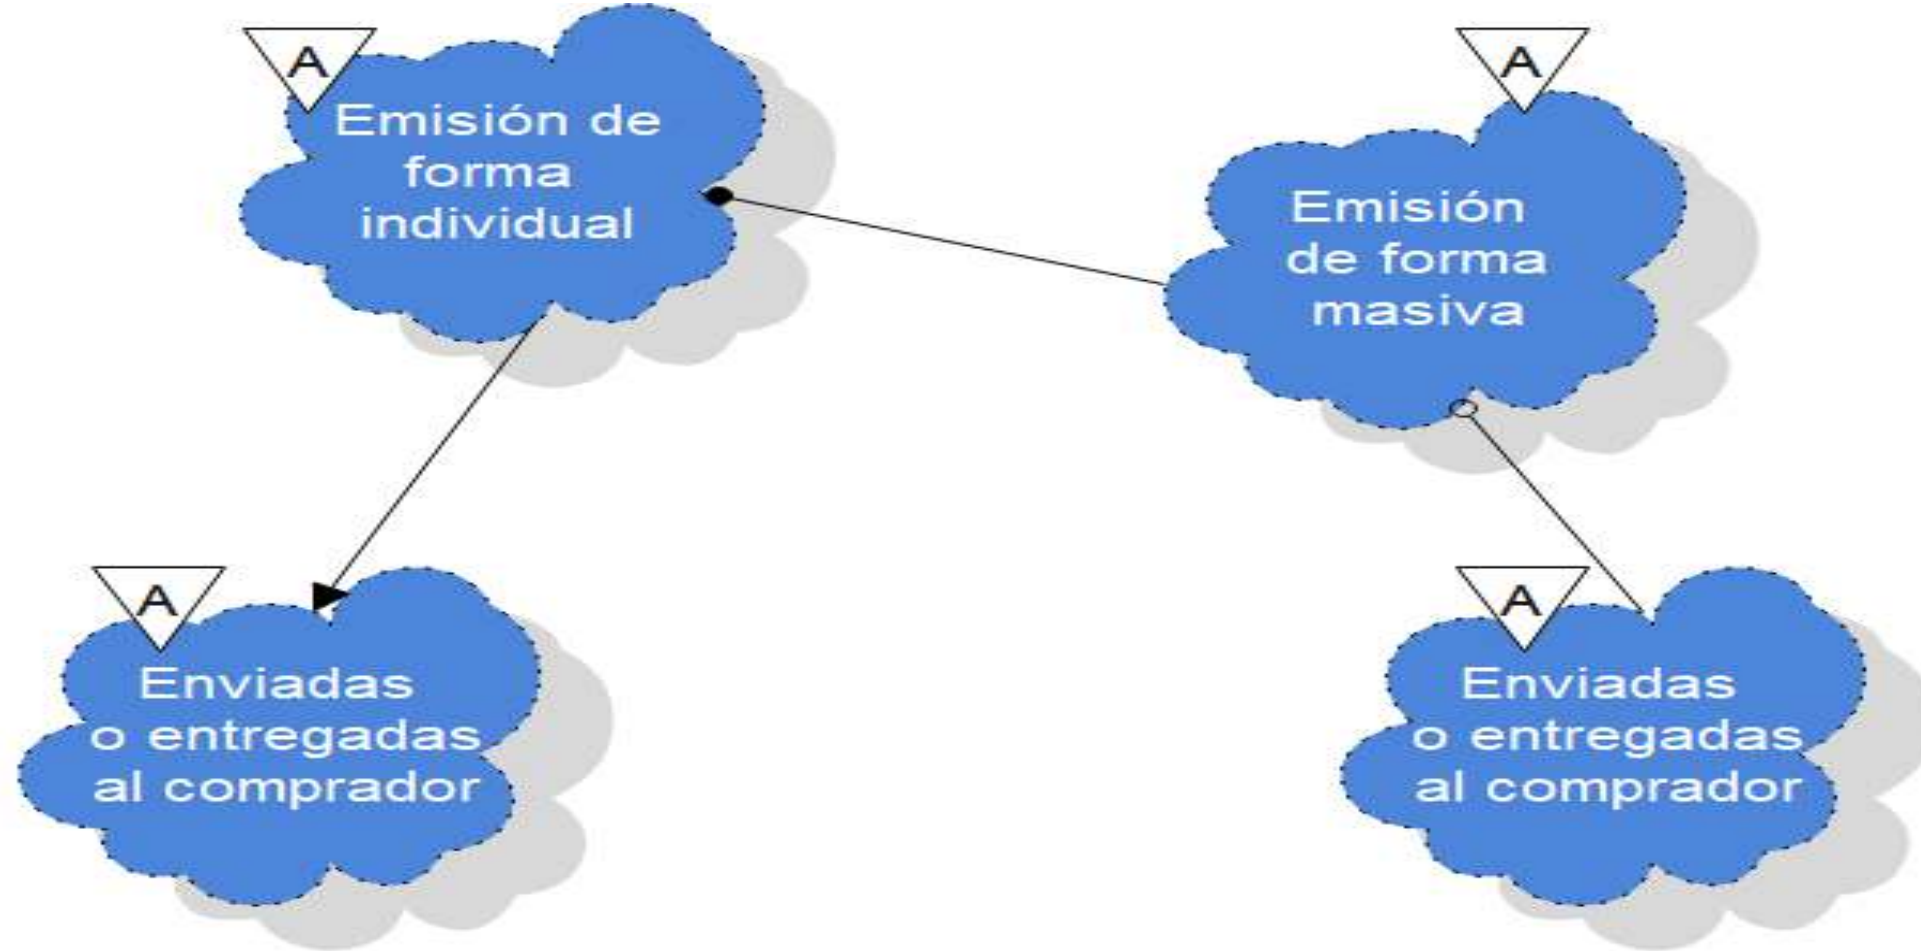 A
Emisión de
forma
individual
A
Emisión
de forma
masiva
A
Enviadas
o entregadas
al comprador
A
Enviadas
o entregadas
al comprador